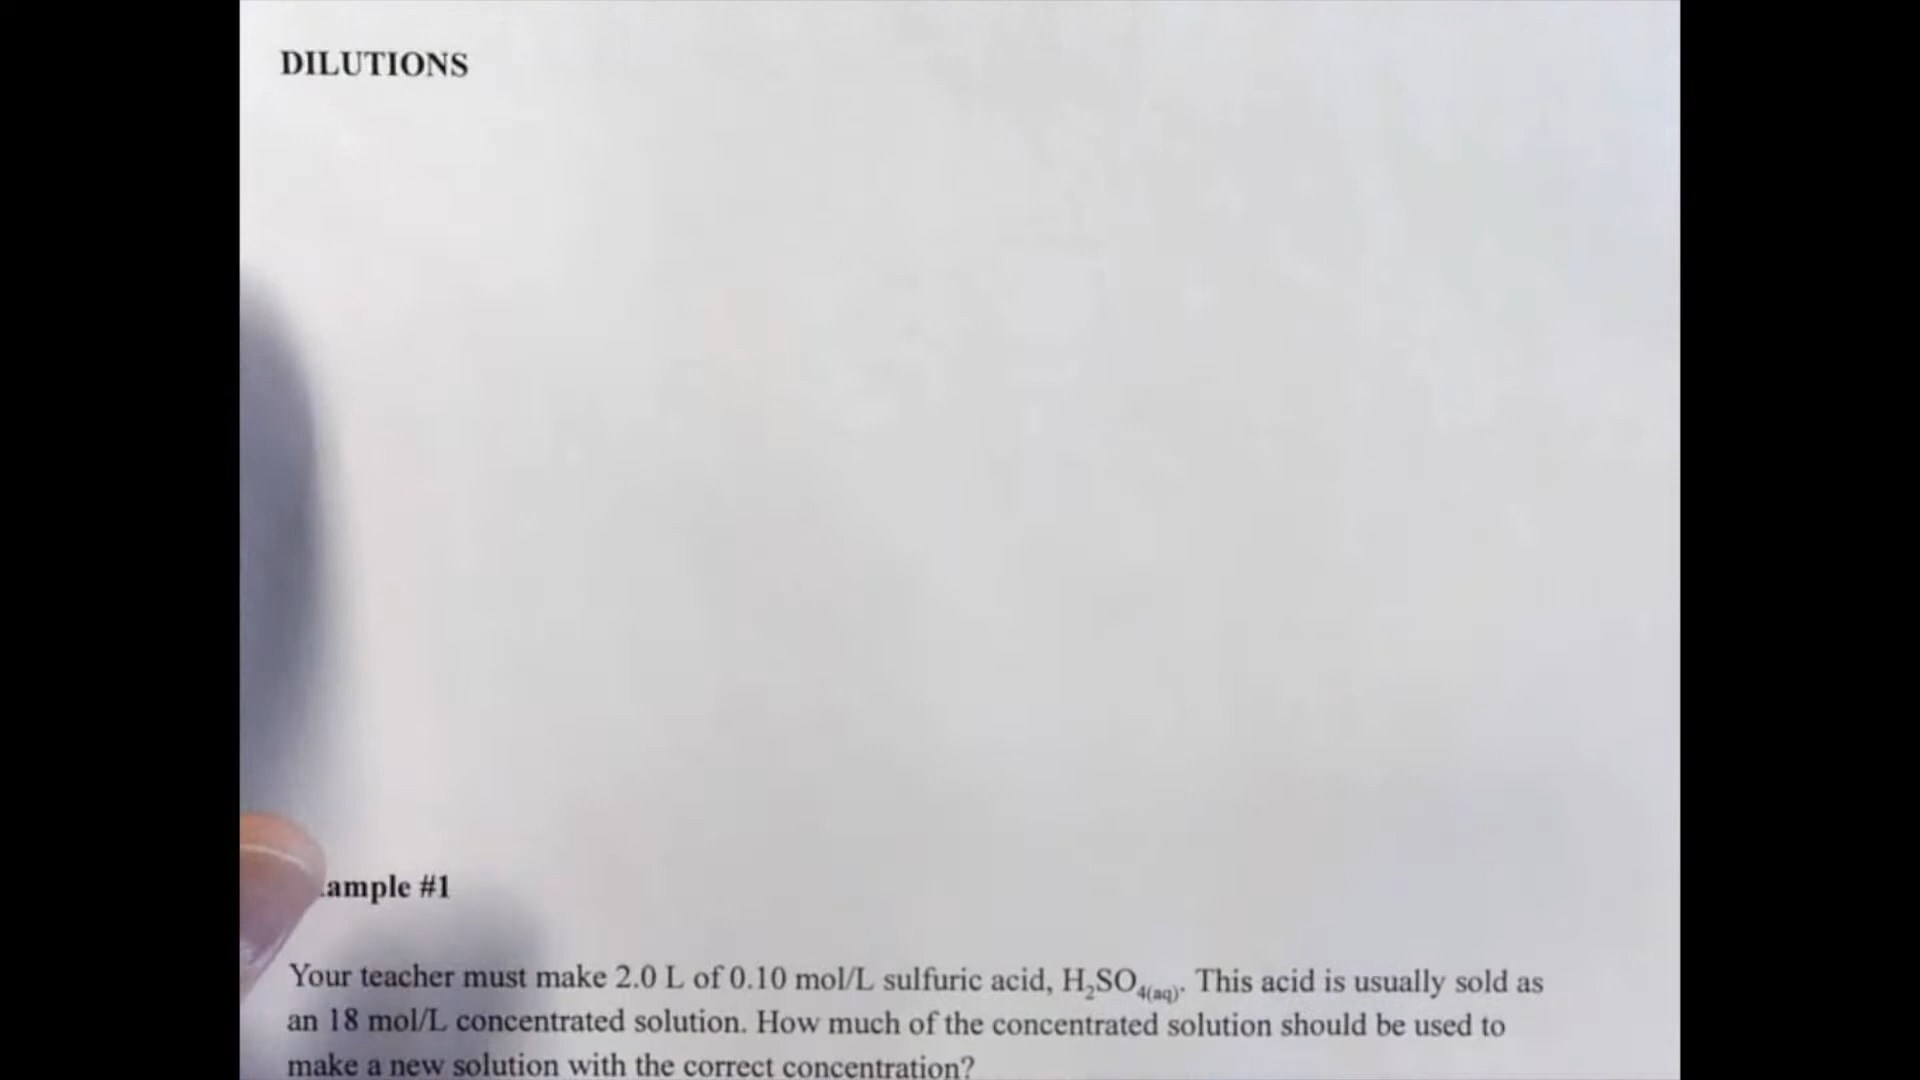 DILUTIONS
ample #1
Your teacher must make 2.0 L of 0.10 mol/L sulfuric acid, H₂SO₄₍aq₎. This acid is usually sold as
an 18 mol/L concentrated solution. How much of the concentrated solution should be used to
make a new solution with the correct concentration?